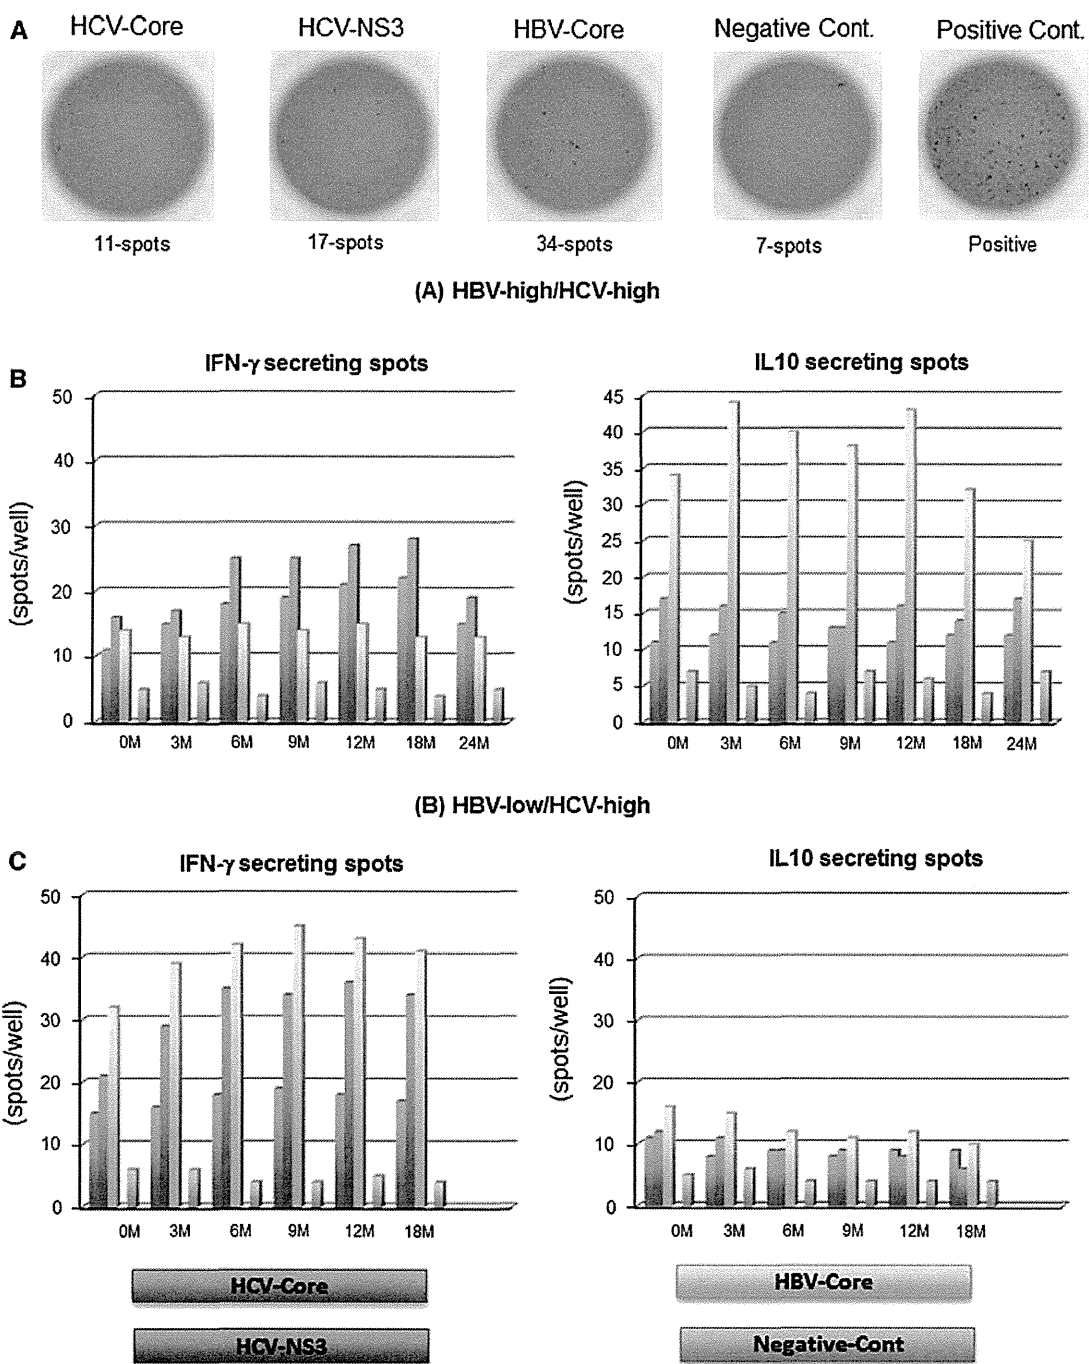 A
HCV-Core HCV-NS3 HBV-Core Negative Cont. Positive Cont.
11-spots 17-spots 34-spots 7-spots Positive
(A) HBV-high/HCV-high
B
IFN-γ secreting spots IL10 secreting spots
(spots/well)
50
40
30
20
10
0
0M 3M 6M 9M 12M 18M 24M
(spots/well)
45
40
35
30
25
20
15
10
5
0
0M 3M 6M 9M 12M 18M 24M
(B) HBV-low/HCV-high
C
IFN-γ secreting spots IL10 secreting spots
(spots/well)
50
40
30
20
10
0
0M 3M 6M 9M 12M 18M
(spots/well)
50
40
30
20
10
0
0M 3M 6M 9M 12M 18M
HCV-Core HBV-Core
HCV-NS3 Negative-Cont